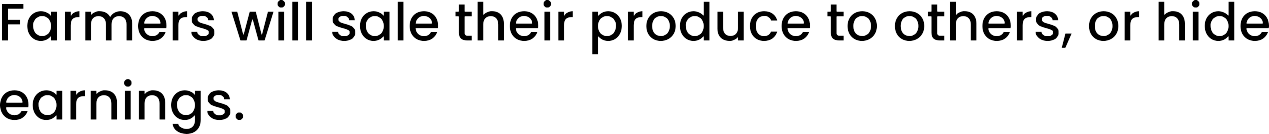 Farmers will sale their produce to others, or hide
earnings.